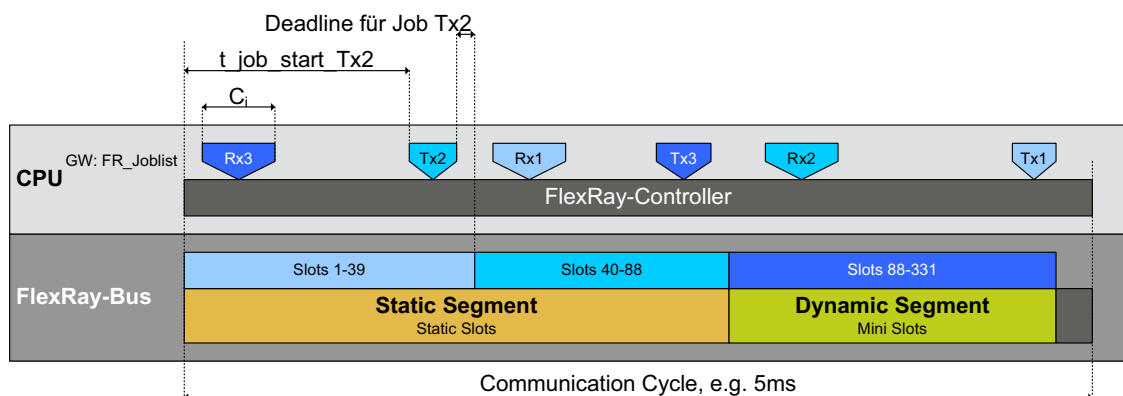 Deadline für Job Tx2
t_job_start_Tx2
Ci
GW: FR_Joblist
CPU
Rx3
Tx2
Rx1
Tx3
Rx2
Tx1
FlexRay-Controller
FlexRay-Bus
Slots 1-39
Slots 40-88
Slots 88-331
Static Segment
Static Slots
Dynamic Segment
Mini Slots
Communication Cycle, e.g. 5ms